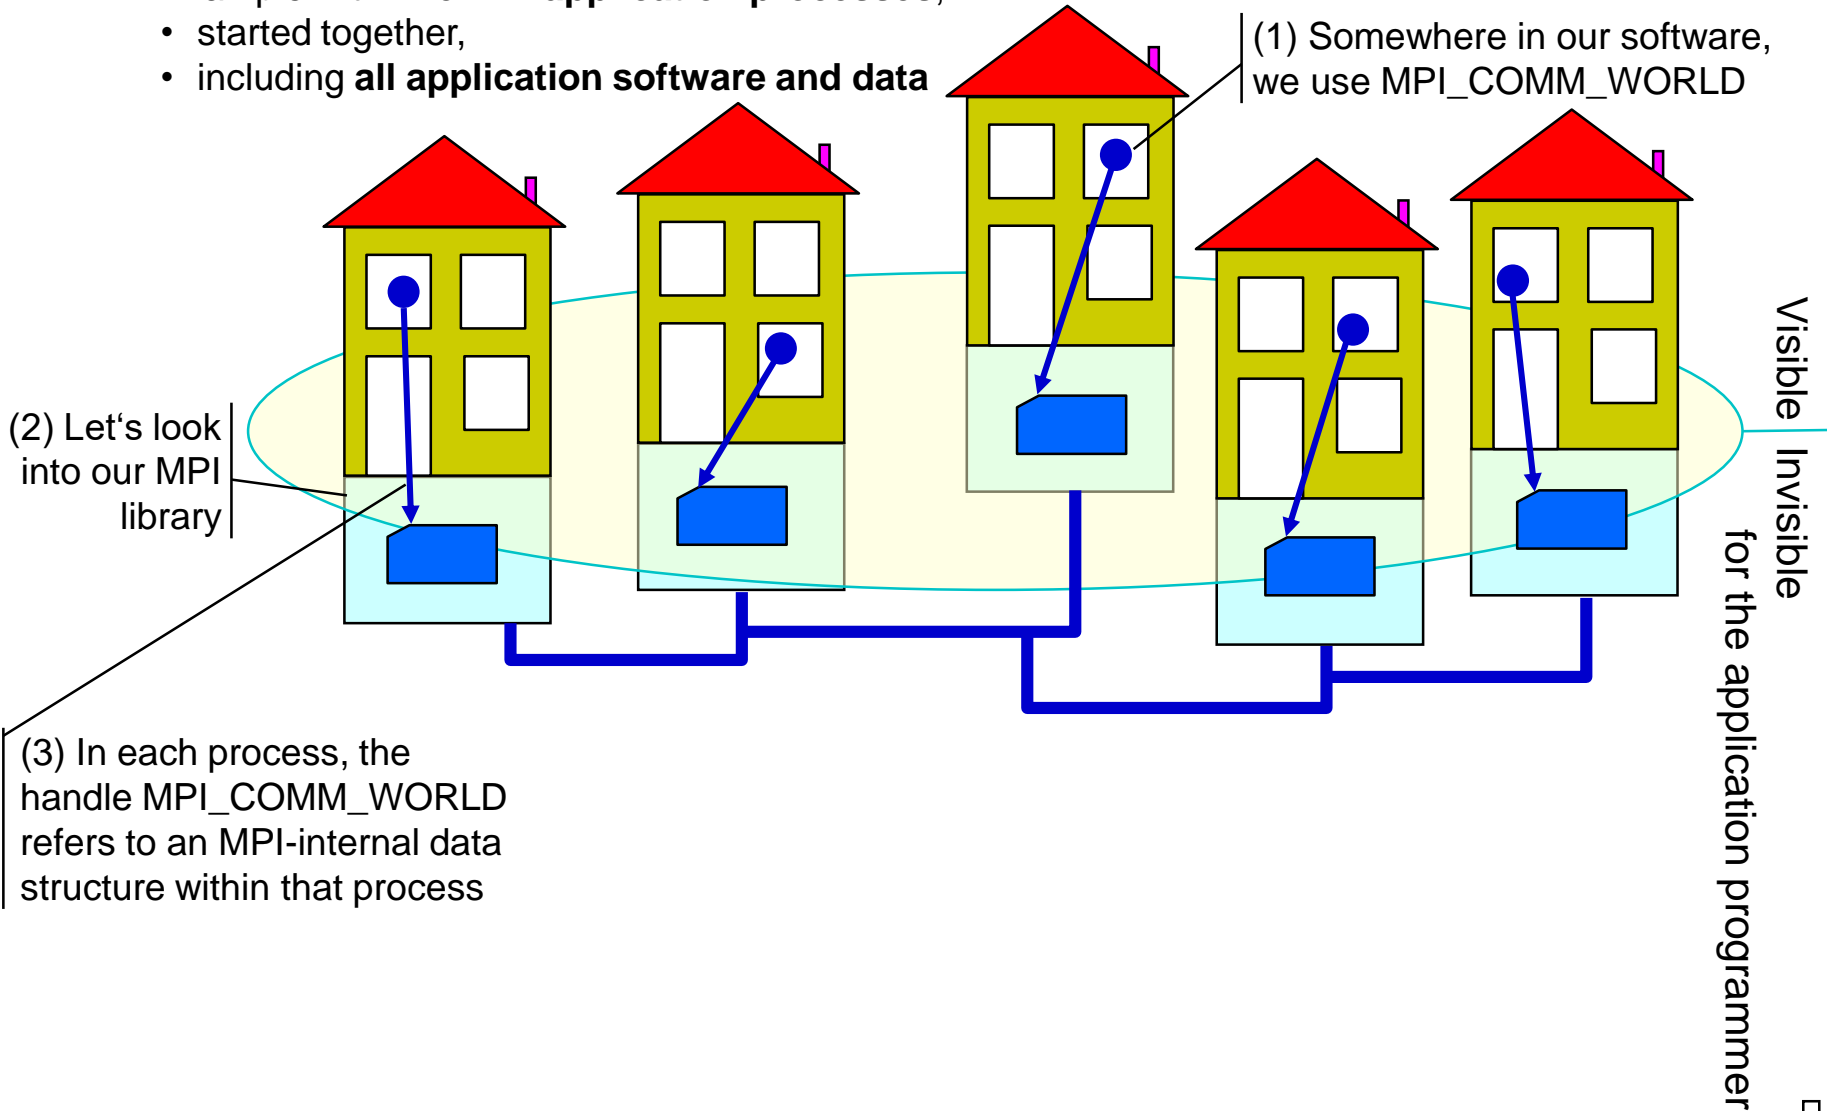 application processes,
• started together,
• including all application software and data
(1) Somewhere in our software,
we use MPI_COMM_WORLD
(2) Let‘s look
into our MPI
library
(3) In each process, the
handle MPI_COMM_WORLD
refers to an MPI-internal data
structure within that process
Visible Invisible
for the application programmer